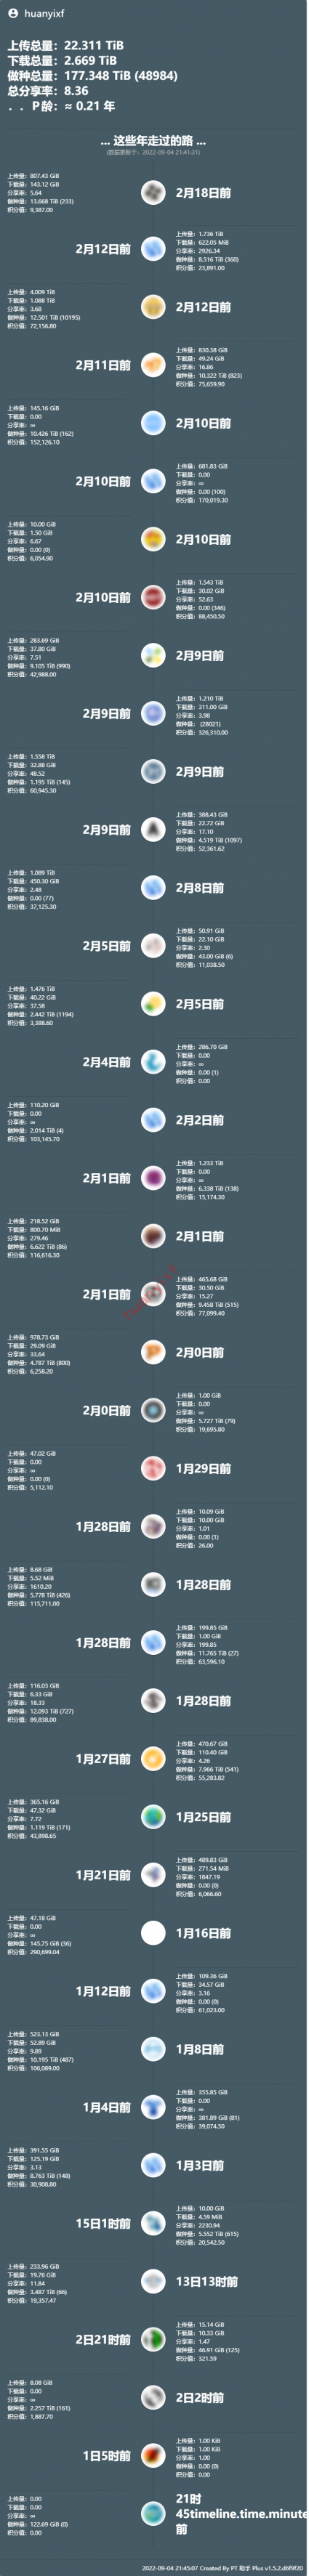 huanyixf
上传总量：22.311 TiB
下载总量：2.669 TiB
做种总量：177.348 TiB (48984)
总分享率：8.36
．．P龄：≈ 0.21 年
... 这些年走过的路 ...
(数据更新于：2022-09-04 21:41:31)
上传量：807.43 GiB
下载量：143.12 GiB
分享率：5.64
做种量：13.668 TiB (233)
积分值：9,387.00
2月18日前
上传量：1.736 TiB
下载量：622.05 MiB
分享率：2926.34
做种量：8.516 TiB (360)
积分值：23,891.00
2月12日前
上传量：4.009 TiB
下载量：1.088 TiB
分享率：3.68
做种量：12.501 TiB (10195)
积分值：72,156.80
2月12日前
上传量：830.38 GiB
下载量：49.24 GiB
分享率：16.86
做种量：10.322 TiB (823)
积分值：75,659.90
2月11日前
上传量：145.16 GiB
下载量：0.00
分享率：∞
做种量：10.426 TiB (162)
积分值：152,126.10
2月10日前
上传量：681.83 GiB
下载量：0.00
分享率：∞
做种量：0.00 (100)
积分值：170,019.30
2月10日前
上传量：10.00 GiB
下载量：1.50 GiB
分享率：6.67
做种量：0.00 (0)
积分值：6,054.90
2月10日前
上传量：1.543 TiB
下载量：30.02 GiB
分享率：52.63
做种量：0.00 (346)
积分值：88,450.50
2月10日前
上传量：283.69 GiB
下载量：37.80 GiB
分享率：7.51
做种量：9.105 TiB (990)
积分值：42,988.00
2月9日前
上传量：1.210 TiB
下载量：311.00 GiB
分享率：3.98
做种量： (28021)
积分值：326,310.00
2月9日前
上传量：1.558 TiB
下载量：32.88 GiB
分享率：48.52
做种量：1.195 TiB (145)
积分值：60,945.30
2月9日前
上传量：388.43 GiB
下载量：22.72 GiB
分享率：17.10
做种量：4.519 TiB (1097)
积分值：52,361.62
2月9日前
上传量：1.089 TiB
下载量：450.30 GiB
分享率：2.48
做种量：0.00 (77)
积分值：37,125.30
2月8日前
上传量：50.91 GiB
下载量：22.10 GiB
分享率：2.30
做种量：43.00 GiB (6)
积分值：11,038.50
2月5日前
上传量：1.476 TiB
下载量：40.22 GiB
分享率：37.58
做种量：2.442 TiB (1194)
积分值：3,388.60
2月5日前
上传量：286.70 GiB
下载量：0.00
分享率：∞
做种量：0.00 (1)
积分值：0.00
2月4日前
上传量：110.20 GiB
下载量：0.00
分享率：∞
做种量：2.014 TiB (4)
积分值：103,145.70
2月2日前
上传量：1.233 TiB
下载量：0.00
分享率：∞
做种量：6.338 TiB (138)
积分值：15,174.30
2月1日前
上传量：218.52 GiB
下载量：800.70 MiB
分享率：279.46
做种量：6.622 TiB (86)
积分值：116,616.30
2月1日前
上传量：465.68 GiB
下载量：30.50 GiB
分享率：15.27
做种量：9.458 TiB (515)
积分值：77,099.40
2月1日前
上传量：978.73 GiB
下载量：29.09 GiB
分享率：33.64
做种量：4.787 TiB (800)
积分值：6,258.20
2月0日前
上传量：1.00 GiB
下载量：0.00
分享率：∞
做种量：5.727 TiB (79)
积分值：19,695.80
2月0日前
上传量：47.02 GiB
下载量：0.00
分享率：∞
做种量：0.00 (0)
积分值：5,112.10
1月29日前
上传量：10.09 GiB
下载量：10.00 GiB
分享率：1.01
做种量：0.00 (1)
积分值：26.00
1月28日前
上传量：8.68 GiB
下载量：5.52 MiB
分享率：1610.20
做种量：5.778 TiB (426)
积分值：115,711.00
1月28日前
上传量：199.85 GiB
下载量：1.00 GiB
分享率：199.85
做种量：11.765 TiB (27)
积分值：63,596.10
1月28日前
上传量：116.03 GiB
下载量：6.33 GiB
分享率：18.33
做种量：12.093 TiB (727)
积分值：89,838.00
1月28日前
上传量：470.67 GiB
下载量：110.40 GiB
分享率：4.26
做种量：7.966 TiB (541)
积分值：55,283.82
1月27日前
上传量：365.16 GiB
下载量：47.32 GiB
分享率：7.72
做种量：1.119 TiB (171)
积分值：43,898.65
1月25日前
上传量：489.83 GiB
下载量：271.54 MiB
分享率：1847.19
做种量：0.00 (0)
积分值：6,066.60
1月21日前
上传量：47.18 GiB
下载量：0.00
分享率：∞
做种量：145.75 GiB (36)
积分值：290,699.04
1月16日前
上传量：109.36 GiB
下载量：34.57 GiB
分享率：3.16
做种量：0.00 (0)
积分值：61,023.00
1月12日前
上传量：523.13 GiB
下载量：52.89 GiB
分享率：9.89
做种量：10.195 TiB (487)
积分值：106,089.00
1月8日前
上传量：355.85 GiB
下载量：0.00
分享率：∞
做种量：381.89 GiB (81)
积分值：39,074.50
1月4日前
上传量：391.55 GiB
下载量：125.19 GiB
分享率：3.13
做种量：8.763 TiB (148)
积分值：30,908.80
1月3日前
上传量：10.00 GiB
下载量：4.59 MiB
分享率：2230.94
做种量：5.552 TiB (615)
积分值：20,542.50
15日1时前
上传量：233.96 GiB
下载量：19.76 GiB
分享率：11.84
做种量：3.487 TiB (66)
积分值：19,357.47
13日13时前
上传量：15.14 GiB
下载量：10.33 GiB
分享率：1.47
做种量：46.91 GiB (125)
积分值：321.59
2日21时前
上传量：8.08 GiB
下载量：0.00
分享率：∞
做种量：2.257 TiB (161)
积分值：1,887.70
2日2时前
上传量：1.00 KiB
下载量：1.00 KiB
分享率：1.00
做种量：0.00 (0)
积分值：0.00
1日5时前
上传量：0.00
下载量：0.00
分享率：∞
做种量：122.69 GiB (0)
积分值：0.00
21时
45timeline.time.minute
前
2022-09-04 21:45:07 Created By PT 助手 Plus v1.5.2.d6f9f20